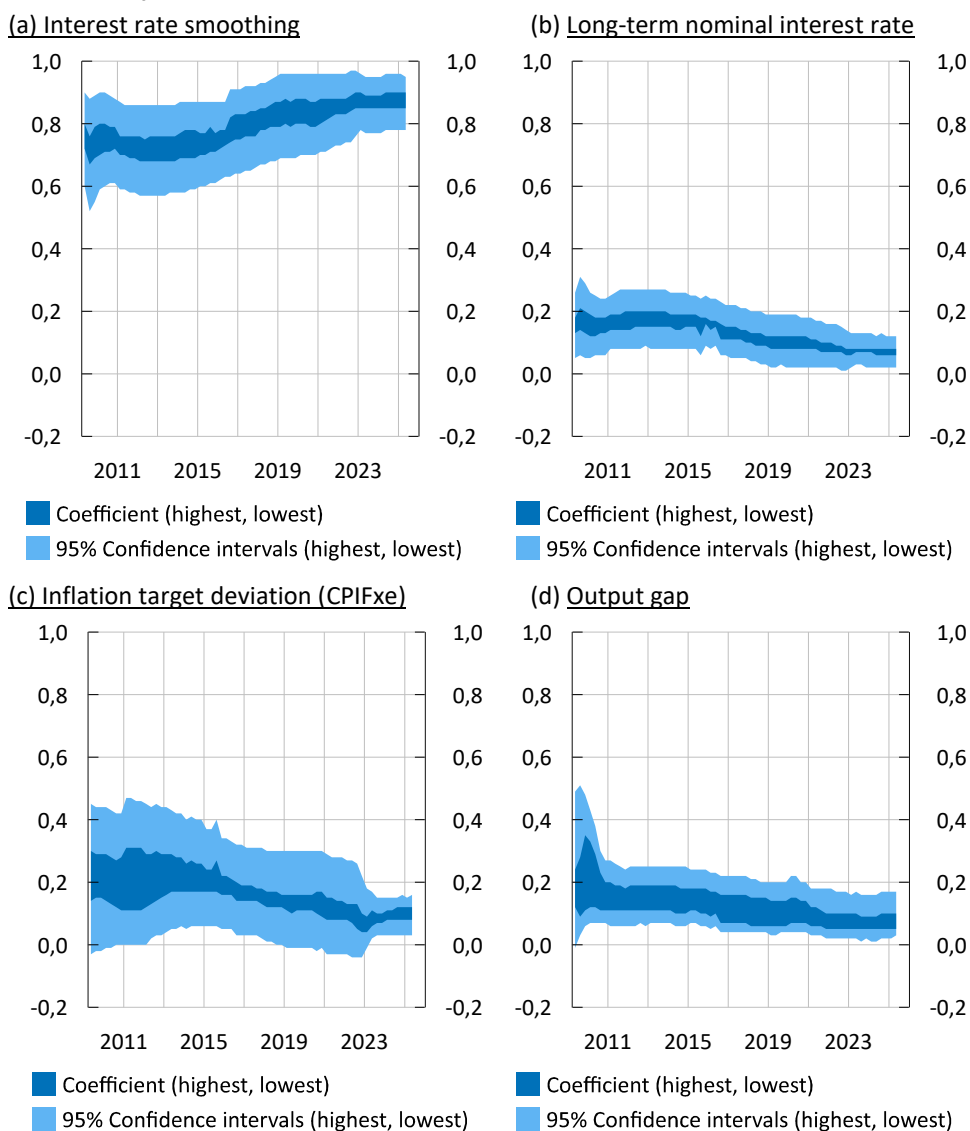 (a) Interest rate smoothing
1,0 1,0
0,8 0,8
0,6 0,6
0,4 0,4
0,2 0,2
0,0 0,0
-0,2 -0,2
2011 2015 2019 2023
Coefficient (highest, lowest)
95% Confidence intervals (highest, lowest)
(b) Long-term nominal interest rate
1,0 1,0
0,8 0,8
0,6 0,6
0,4 0,4
0,2 0,2
0,0 0,0
-0,2 -0,2
2011 2015 2019 2023
Coefficient (highest, lowest)
95% Confidence intervals (highest, lowest)
(c) Inflation target deviation (CPIFxe)
1,0 1,0
0,8 0,8
0,6 0,6
0,4 0,4
0,2 0,2
0,0 0,0
-0,2 -0,2
2011 2015 2019 2023
Coefficient (highest, lowest)
95% Confidence intervals (highest, lowest)
(d) Output gap
1,0 1,0
0,8 0,8
0,6 0,6
0,4 0,4
0,2 0,2
0,0 0,0
-0,2 -0,2
2011 2015 2019 2023
Coefficient (highest, lowest)
95% Confidence intervals (highest, lowest)